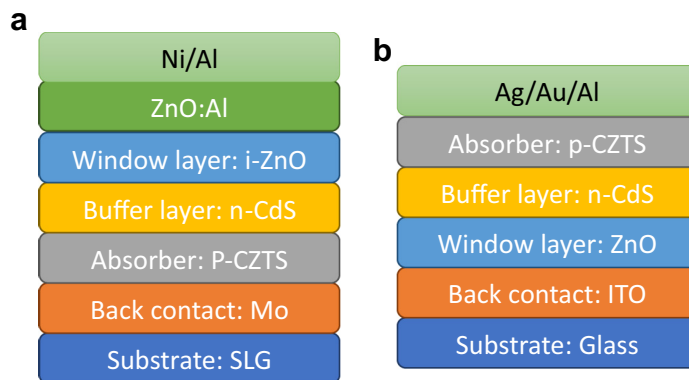 a
Ni/Al
ZnO:Al
Window layer: i-ZnO
Buffer layer: n-CdS
Absorber: P-CZTS
Back contact: Mo
Substrate: SLG
b
Ag/Au/Al
Absorber: p-CZTS
Buffer layer: n-CdS
Window layer: ZnO
Back contact: ITO
Substrate: Glass